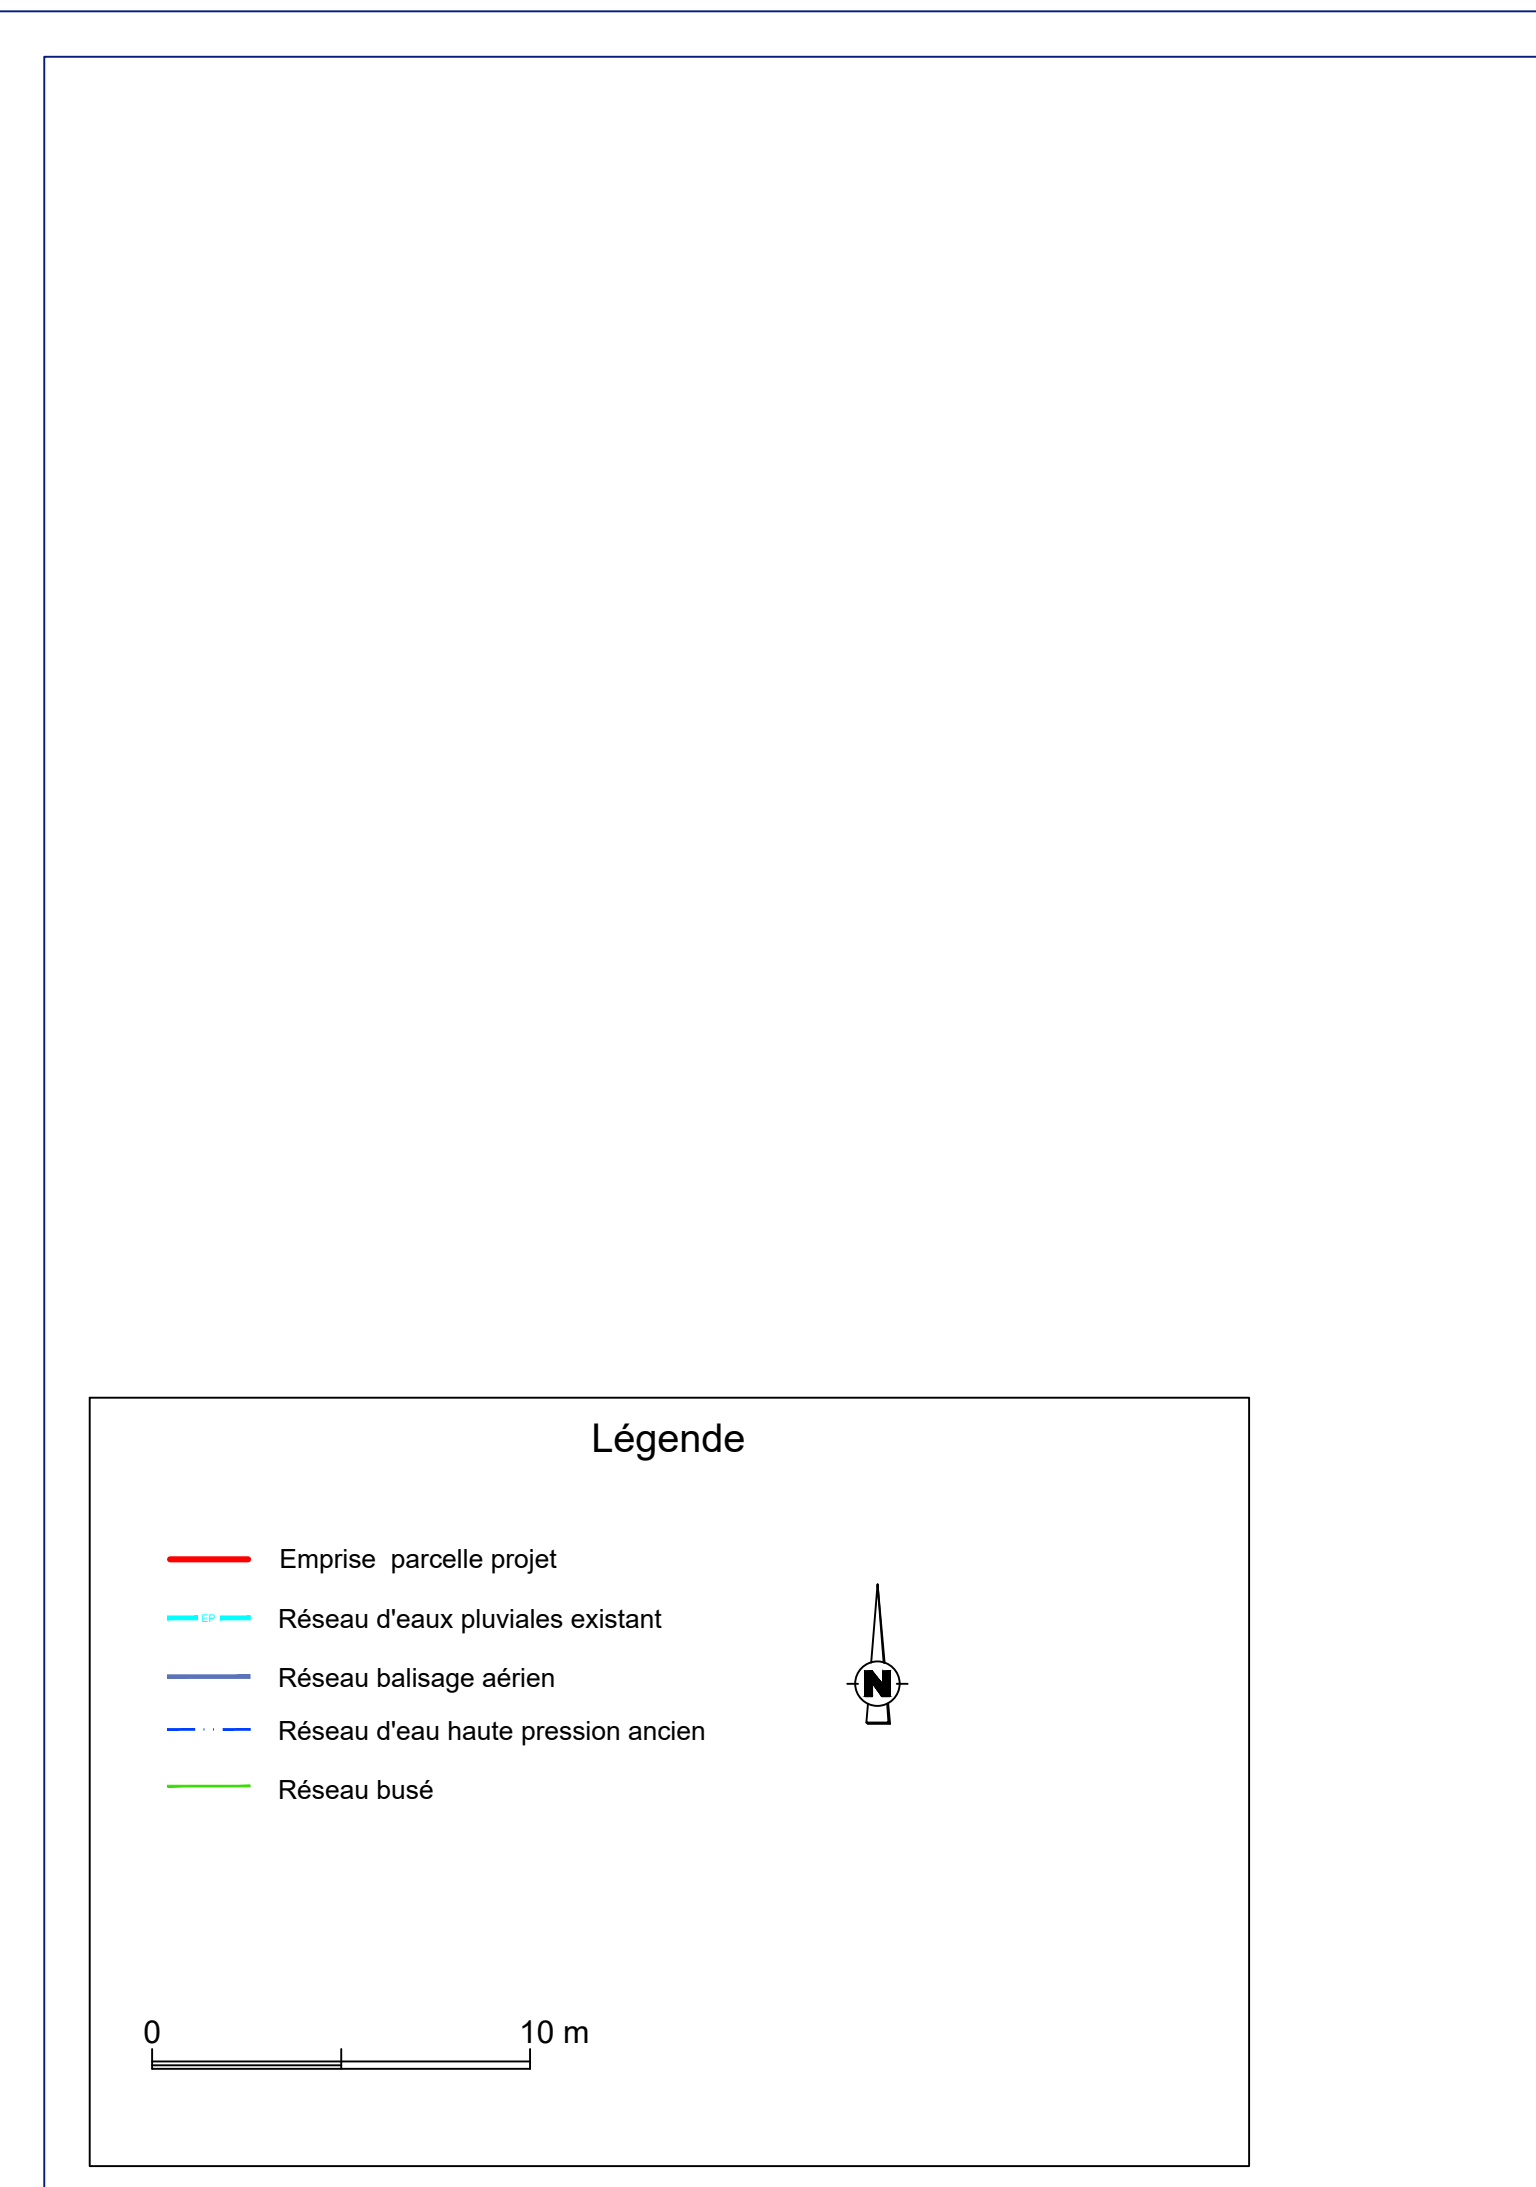 Légende
Emprise  parcelle projet
EP
Réseau d'eaux pluviales existant
Réseau balisage aérien
Réseau d'eau haute pression ancien
Réseau busé
N
0 10 m